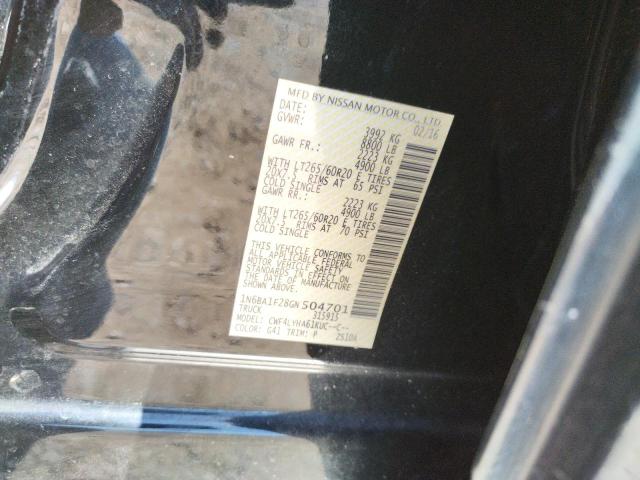 MFD BY NISSAN MOTOR CO., LTD
DATE: 02/16
GVWR: 3992 KG
8800 LB
GAWR FR.: 2223 KG
4900 LB
WITH LT265/60R20 E TIRES
20X7.5 RIMS AT 65 PSI
COLD SINGLE
GAWR RR.: 2223 KG
4900 LB
WITH LT265/60R20 E TIRES
20X7.5 RIMS AT 70 PSI
COLD SINGLE
THIS VEHICLE CONFORMS TO
ALL APPLICABLE FEDERAL
MOTOR VEHICLE SAFETY
STANDARDS IN EFFECT ON THE
DATE OF MANUFACTURE SHOWN
ABOVE.
1N6BA1F28GN504701
TRUCK 315915
MODEL: CWF4LYHA61KUC--C--
COLOR: G41 TRIM: P 25104